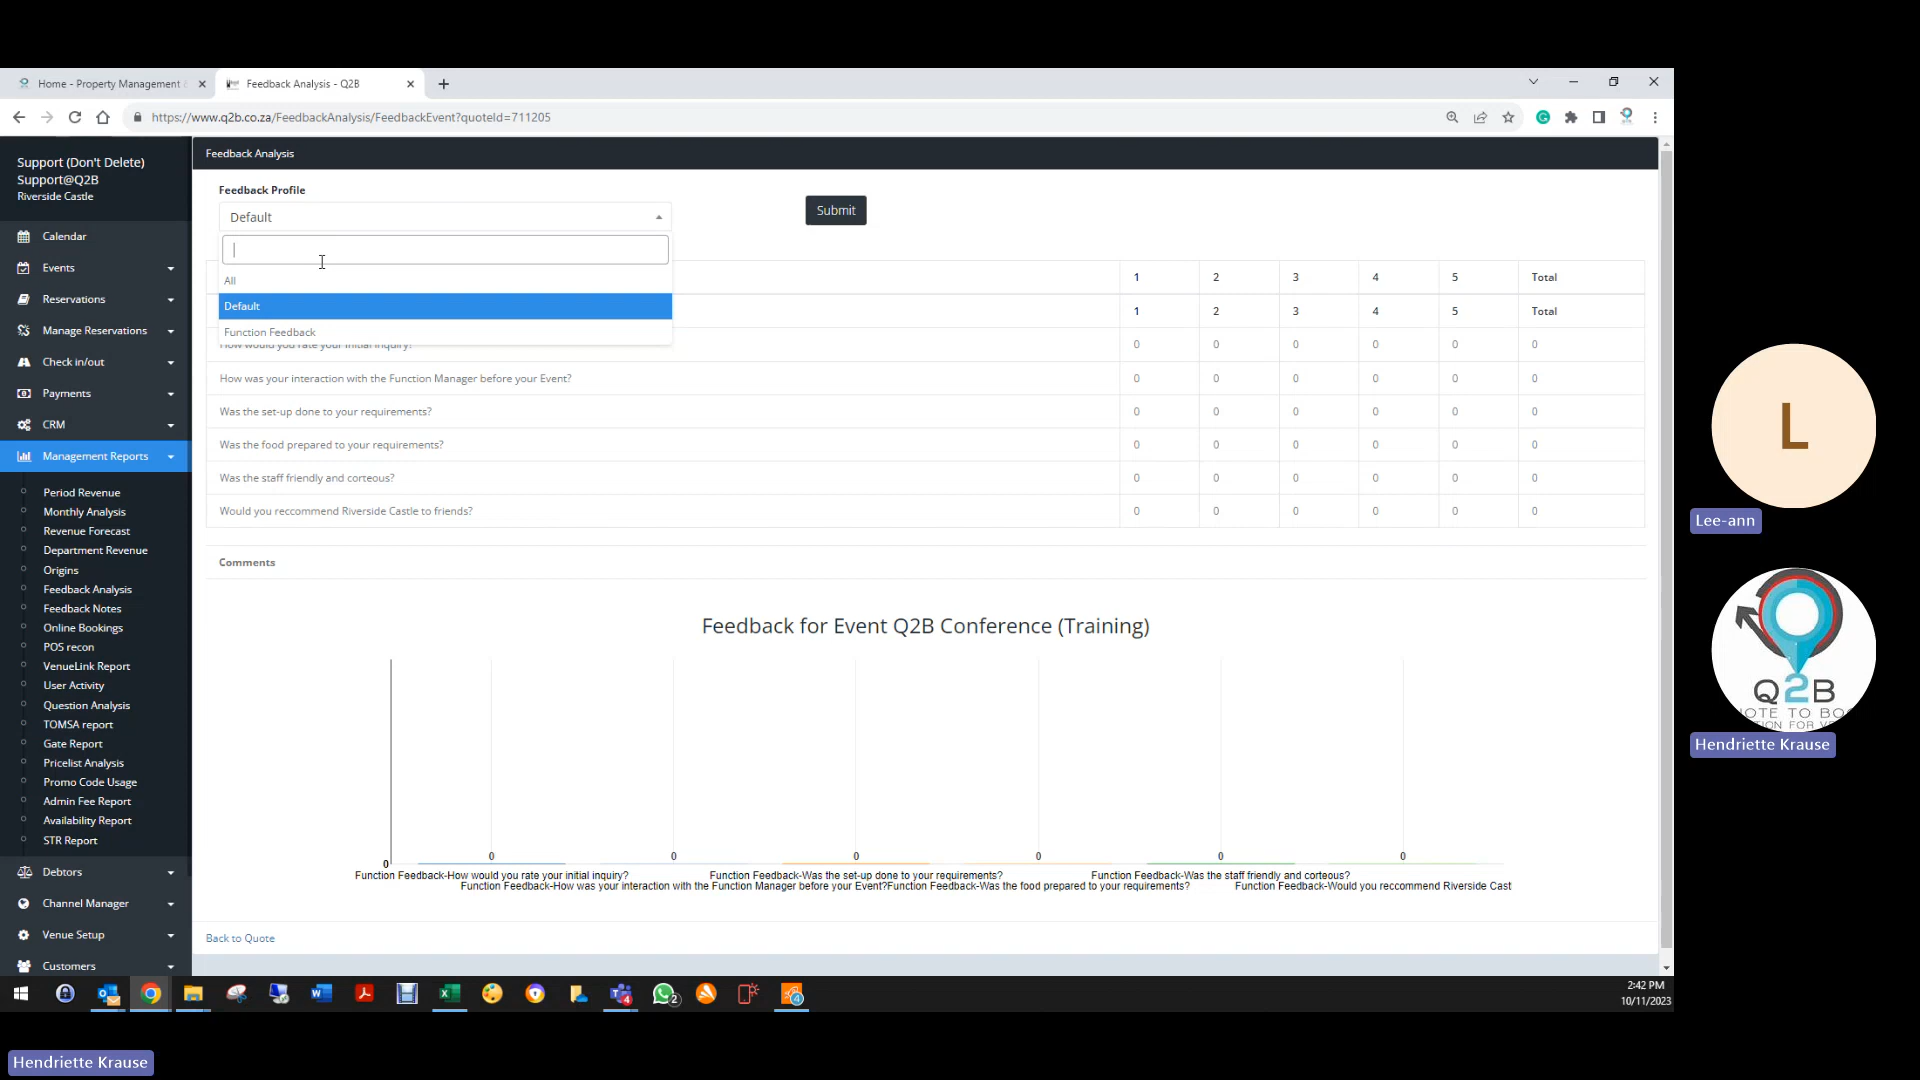 Home - Property Management
Feedback Analysis - Q2B
https://www.q2b.co.za/FeedbackAnalysis/FeedbackEvent?quoteId=711205
Support (Don't Delete)
Support@Q2B
Riverside Castle
Calendar
Events
Reservations
Manage Reservations
Check in/out
Payments
CRM
Management Reports
Period Revenue
Monthly Analysis
Revenue Forecast
Department Revenue
Origins
Feedback Analysis
Feedback Notes
Online Bookings
POS recon
VenueLink Report
User Activity
Question Analysis
TOMSA report
Gate Report
Pricelist Analysis
Promo Code Usage
Admin Fee Report
Availability Report
STR Report
Debtors
Channel Manager
Venue Setup
Customers
Feedback Analysis
Feedback Profile
Default
Submit
All
Default
Function Feedback
1 2 3 4 5 Total
1 2 3 4 5 Total
How would you rate your initial inquiry? 0 0 0 0 0 0
How was your interaction with the Function Manager before your Event? 0 0 0 0 0 0
Was the set-up done to your requirements? 0 0 0 0 0 0
Was the food prepared to your requirements? 0 0 0 0 0 0
Was the staff friendly and corteous? 0 0 0 0 0 0
Would you reccommend Riverside Castle to friends? 0 0 0 0 0 0
Comments
Feedback for Event Q2B Conference (Training)
0 0 0 0 0 0
0
Function Feedback-How would you rate your initial inquiry? Function Feedback-Was the set-up done to your requirements? Function Feedback-Was the staff friendly and corteous?
Function Feedback-How was your interaction with the Function Manager before your Event?Function Feedback-Was the food prepared to your requirements? Function Feedback-Would you reccommend Riverside Cast
Back to Quote
2:42 PM
10/11/2023
L
Lee-ann
Q2B
Hendriette Krause
Hendriette Krause